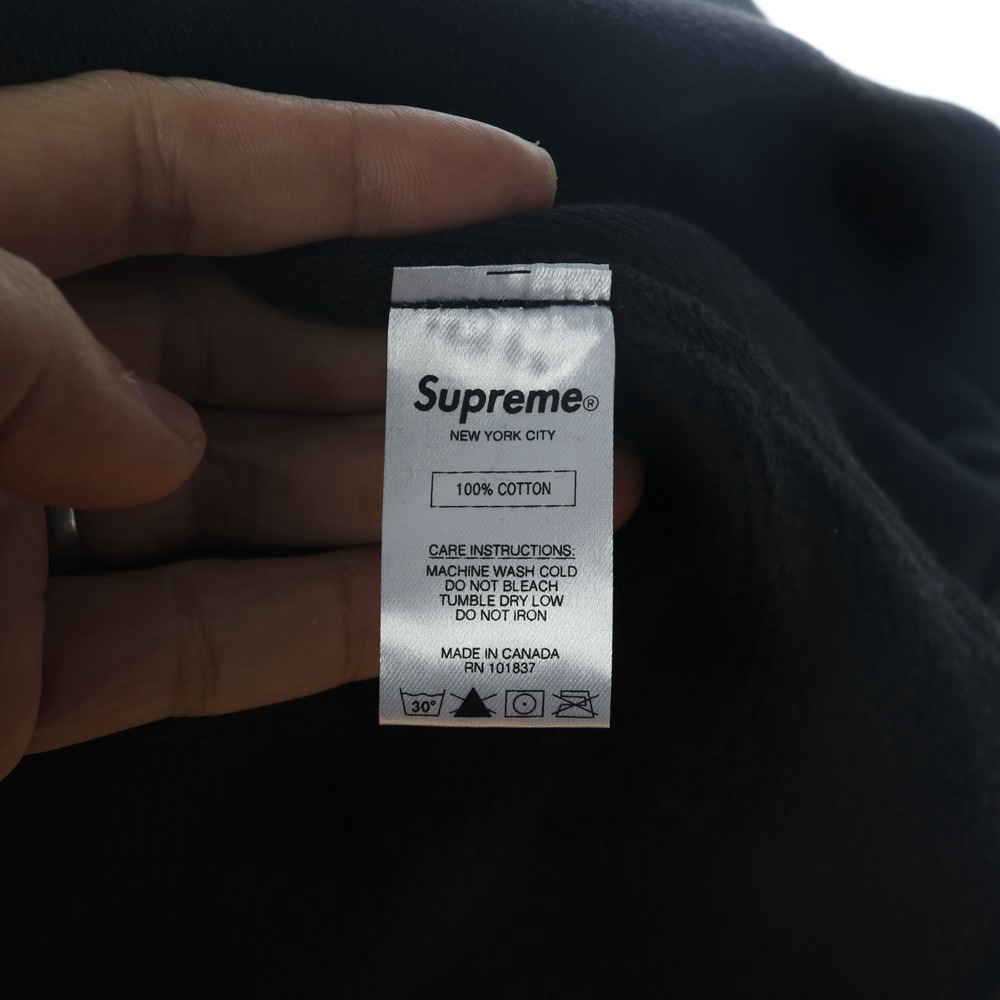 Supreme®
NEW YORK CITY
100% COTTON
CARE INSTRUCTIONS:
MACHINE WASH COLD
DO NOT BLEACH
TUMBLE DRY LOW
DO NOT IRON
MADE IN CANADA
RN 101837
30°